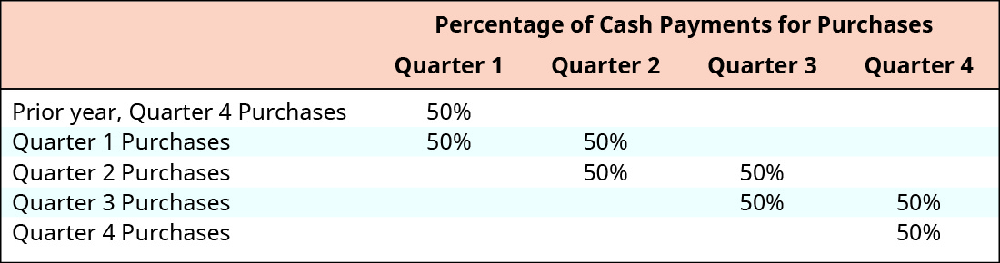 Percentage of Cash Payments for Purchases
Quarter 1 Quarter 2 Quarter 3 Quarter 4
Prior year, Quarter 4 Purchases 50%
Quarter 1 Purchases 50% 50%
Quarter 2 Purchases 50% 50%
Quarter 3 Purchases 50% 50%
Quarter 4 Purchases 50%